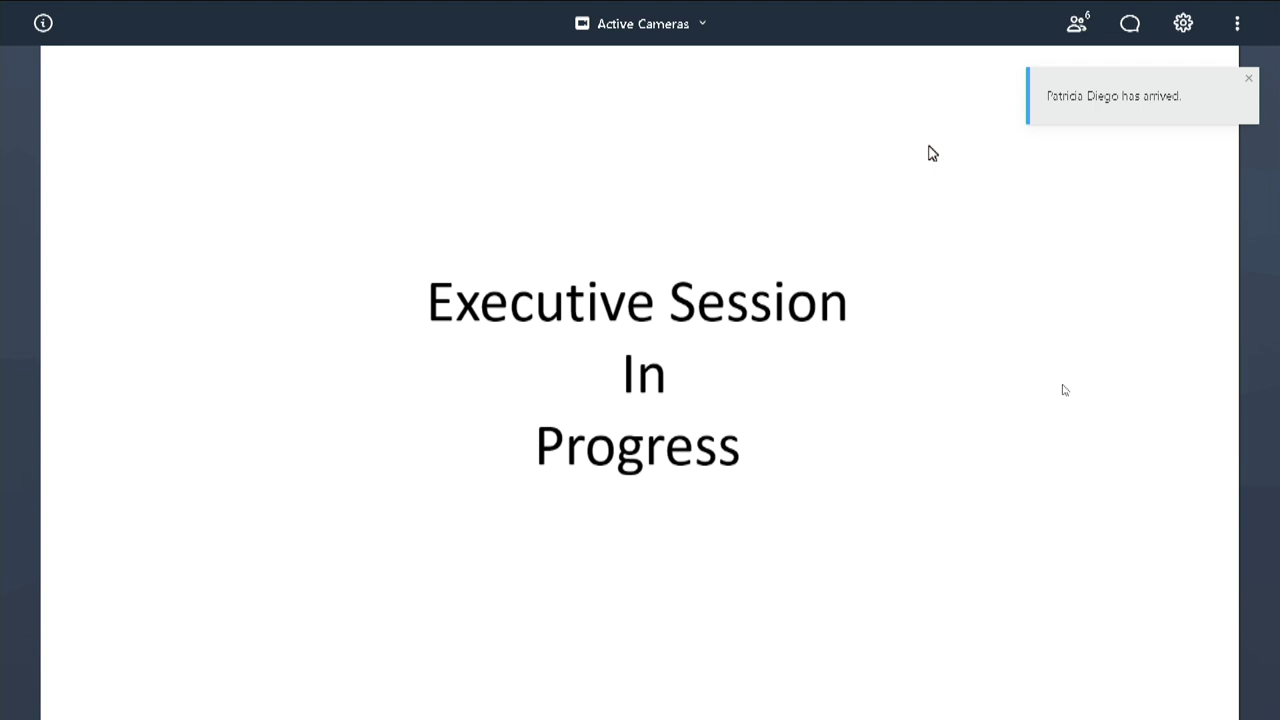 Active Cameras
6
Patricia Diego has arrived.
Executive Session
In
Progress